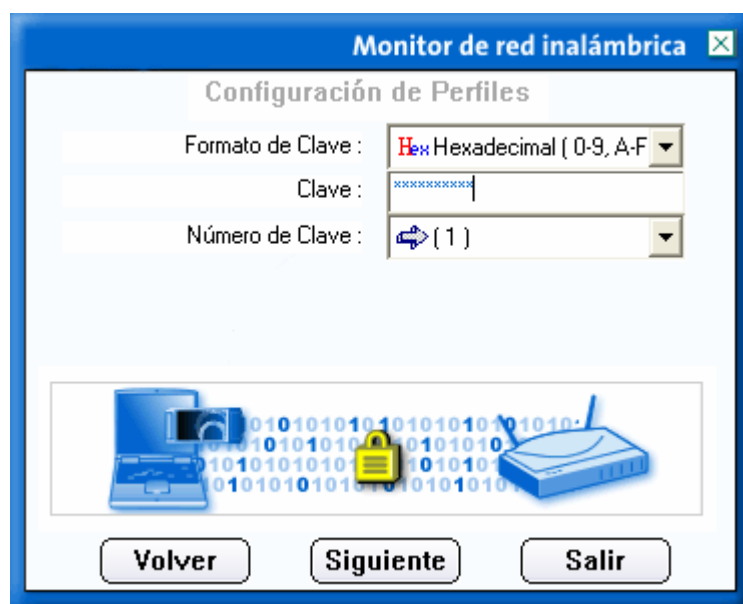 Monitor de red inalámbrica
Configuración de Perfiles
Formato de Clave : Hex Hexadecimal ( 0-9, A-F
Clave : **********
Número de Clave : ( 1 )
010101010101010101010101010
Volver Siguiente Salir